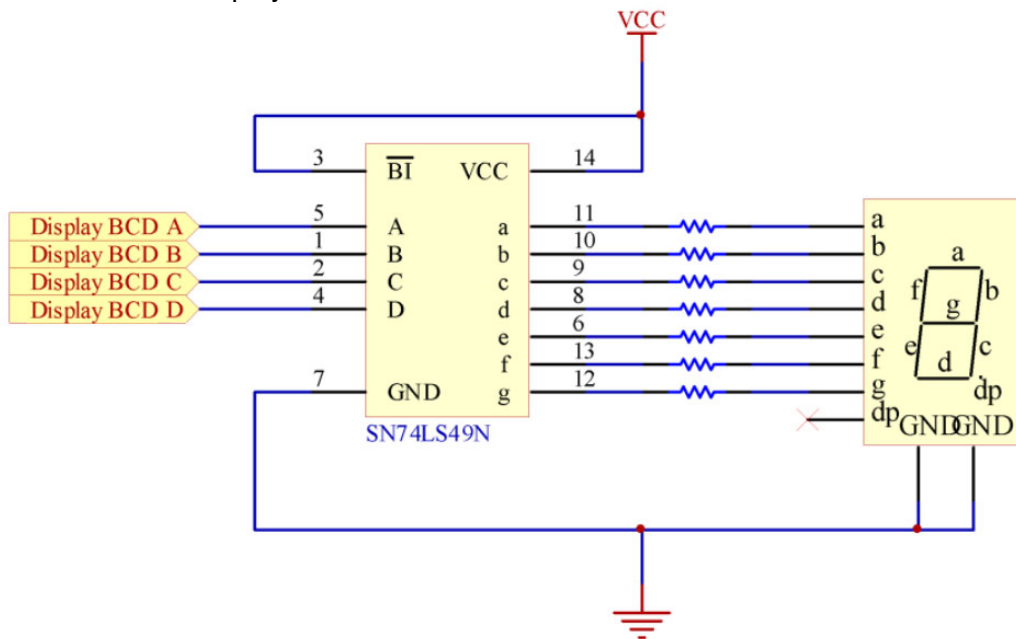 VCC
3 BI VCC 14
Display BCD A 5 A a 11 a
Display BCD B 1 B b 10 b
Display BCD C 2 C c 9 c
Display BCD D 4 D d 8 d
e 6 e
f 13 f
7 GND g 12 g
dp
a
f b
g
e c
d
dp
GND GND
SN74LS49N